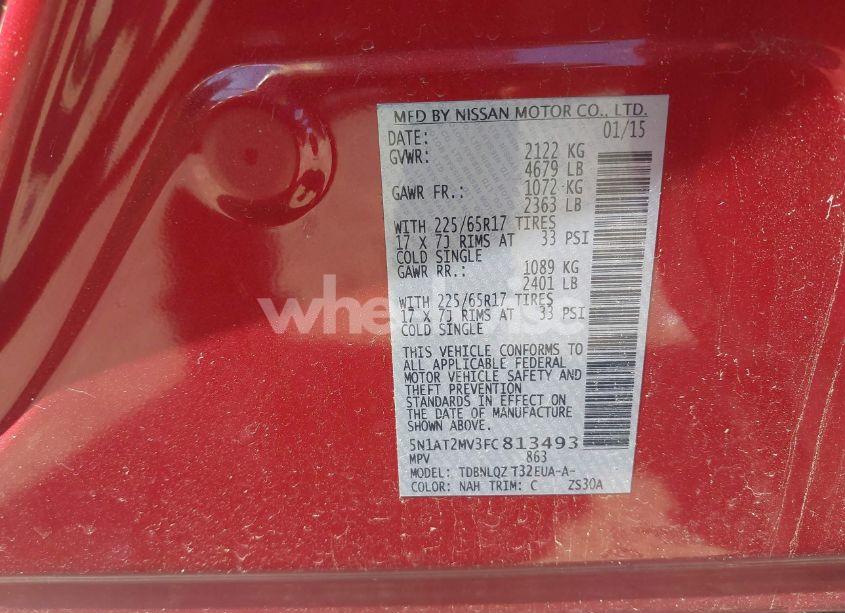 MFD BY NISSAN MOTOR CO., LTD.
DATE: 01/15
GVWR: 2122 KG
4679 LB
GAWR FR.: 1072 KG
2363 LB
WITH 225/65R17 TIRES
17 X 7J RIMS AT 33 PSI
COLD SINGLE
GAWR RR.: 1089 KG
2401 LB
WITH 225/65R17 TIRES
17 X 7J RIMS AT 33 PSI
COLD SINGLE
THIS VEHICLE CONFORMS TO
ALL APPLICABLE FEDERAL
MOTOR VEHICLE SAFETY AND
THEFT PREVENTION
STANDARDS IN EFFECT ON
THE DATE OF MANUFACTURE
SHOWN ABOVE.
5N1AT2MV3FC813493
MPV 863
MODEL: TDBNLQZ T32EUA-A-
COLOR: NAH TRIM: C ZS30A